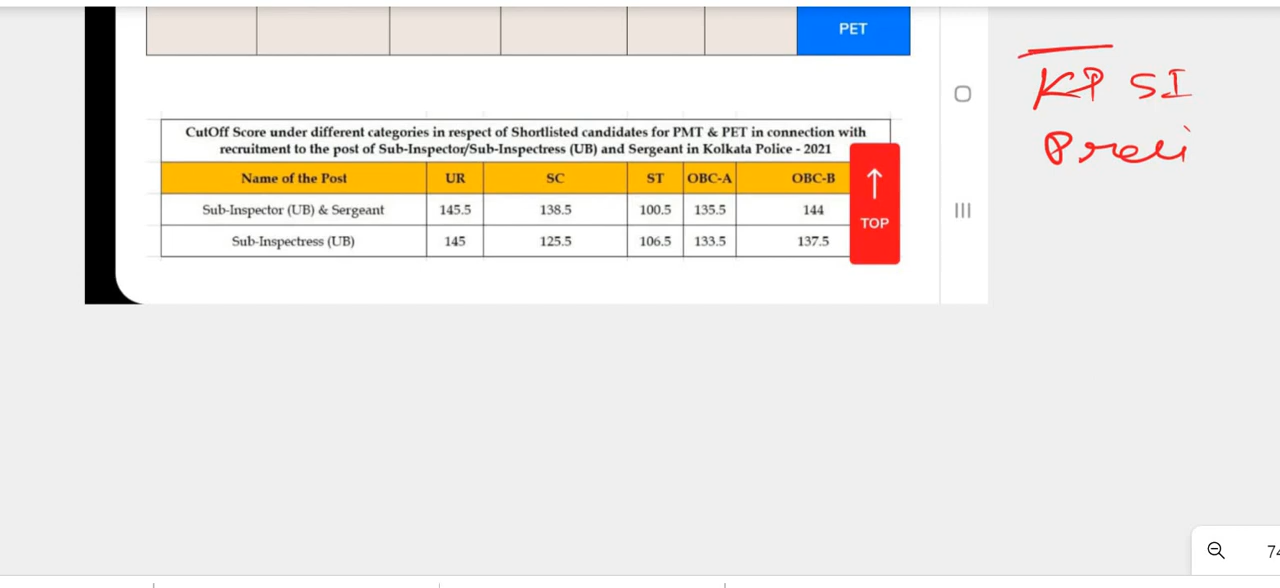 PET
KP SI
Preli
CutOff Score under different categories in respect of Shortlisted candidates for PMT & PET in connection with
recruitment to the post of Sub-Inspector/Sub-Inspectress (UB) and Sergeant in Kolkata Police - 2021
Name of the Post UR SC ST OBC-A OBC-B
Sub-Inspector (UB) & Sergeant 145.5 138.5 100.5 135.5 144
Sub-Inspectress (UB) 145 125.5 106.5 133.5 137.5
TOP
74